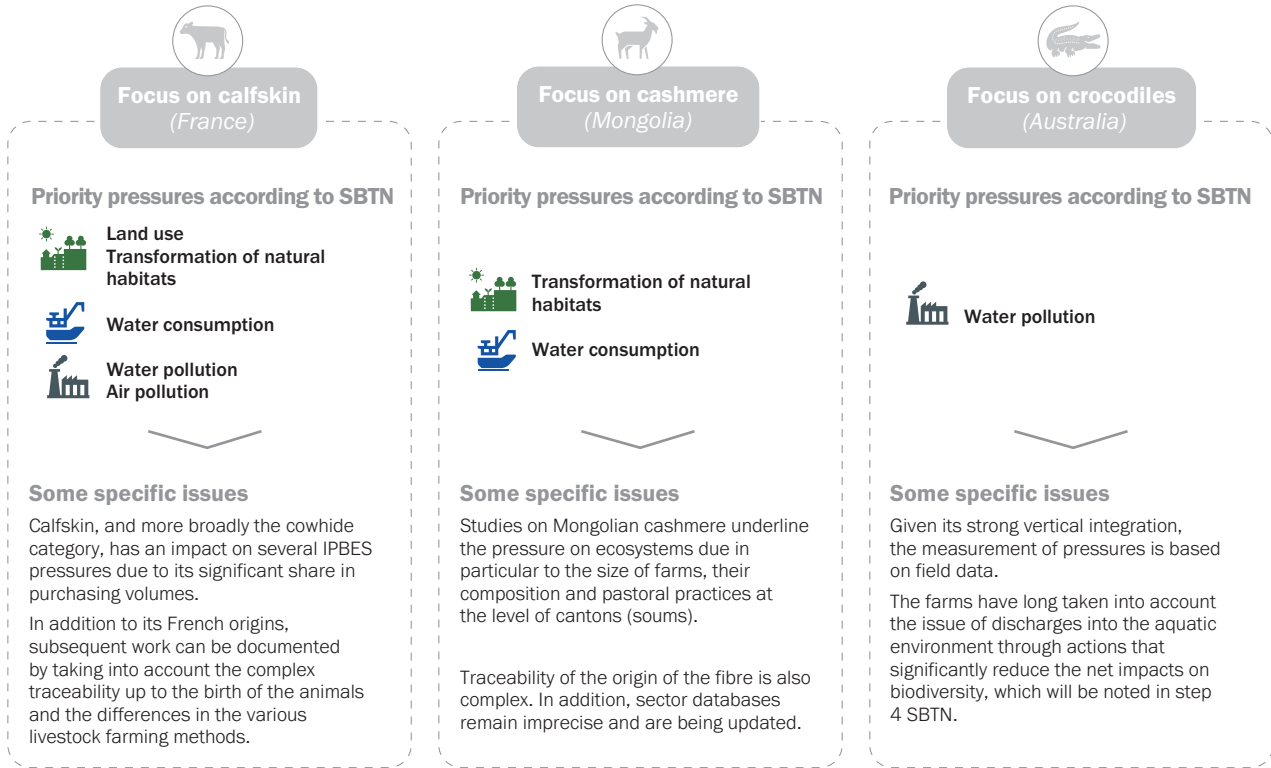 Focus on calfskin
(France)
Priority pressures according to SBTN
Land use
Transformation of natural
habitats
Water consumption
Water pollution
Air pollution
Some specific issues
Calfskin, and more broadly the cowhide
category, has an impact on several IPBES
pressures due to its significant share in
purchasing volumes.
In addition to its French origins,
subsequent work can be documented
by taking into account the complex
traceability up to the birth of the animals
and the differences in the various
livestock farming methods.
Focus on cashmere
(Mongolia)
Priority pressures according to SBTN
Transformation of natural
habitats
Water consumption
Some specific issues
Studies on Mongolian cashmere underline
the pressure on ecosystems due in
particular to the size of farms, their
composition and pastoral practices at
the level of cantons (soums).
Traceability of the origin of the fibre is also
complex. In addition, sector databases
remain imprecise and are being updated.
Focus on crocodiles
(Australia)
Priority pressures according to SBTN
Water pollution
Some specific issues
Given its strong vertical integration,
the measurement of pressures is based
on field data.
The farms have long taken into account
the issue of discharges into the aquatic
environment through actions that
significantly reduce the net impacts on
biodiversity, which will be noted in step
4 SBTN.